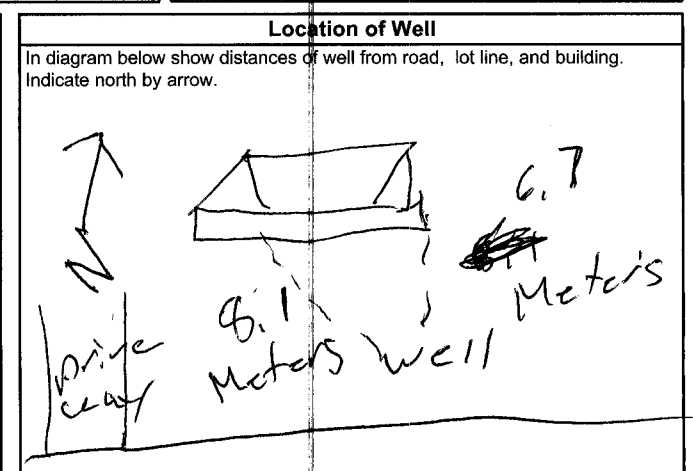 Location of Well
In diagram below show distances of well from road, lot line, and building.
Indicate north by arrow.
N
6.7
Meters
8.1
Meters
Well
Drive
way